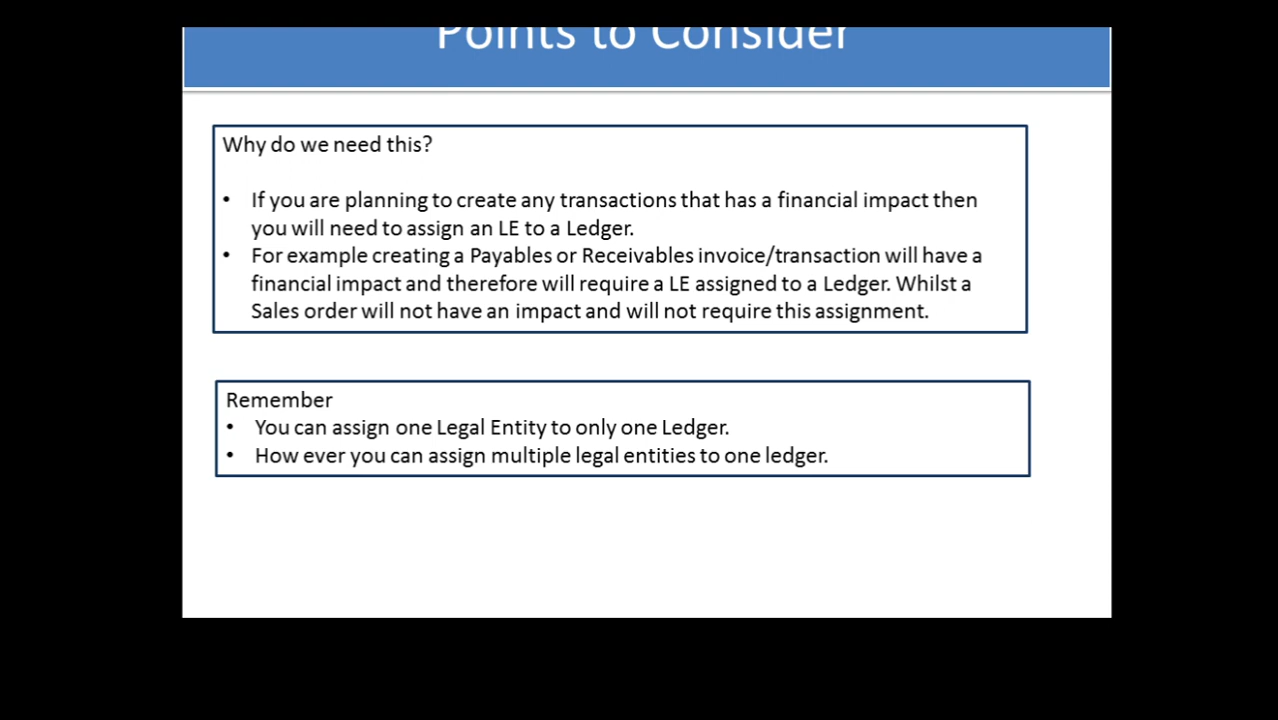 Points to Consider
Why do we need this?
• If you are planning to create any transactions that has a financial impact then
you will need to assign an LE to a Ledger.
• For example creating a Payables or Receivables invoice/transaction will have a
financial impact and therefore will require a LE assigned to a Ledger. Whilst a
Sales order will not have an impact and will not require this assignment.
Remember
• You can assign one Legal Entity to only one Ledger.
• How ever you can assign multiple legal entities to one ledger.